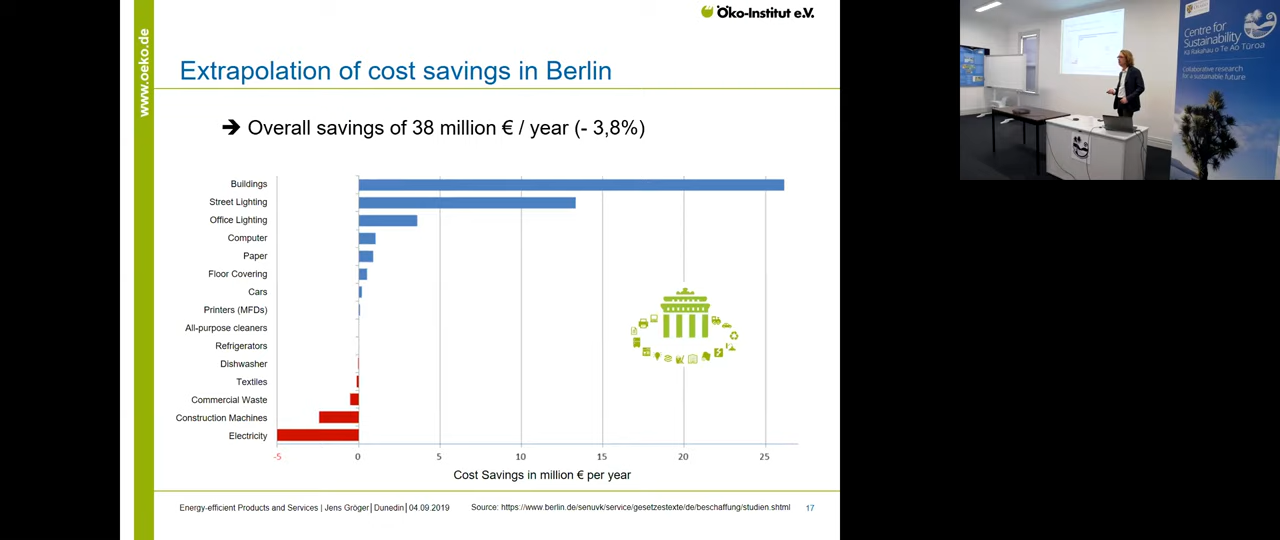 Öko-Institut e.V.
www.oeko.de
Extrapolation of cost savings in Berlin
➔ Overall savings of 38 million € / year (- 3,8%)
Buildings
Street Lighting
Office Lighting
Computer
Paper
Floor Covering
Cars
Printers (MFDs)
All-purpose cleaners
Refrigerators
Dishwasher
Textiles
Commercial Waste
Construction Machines
Electricity
-5 0 5 10 15 20 25
Cost Savings in million € per year
Energy-efficient Products and Services | Jens Gröger | Dunedin | 04.09.2019
Source: https://www.berlin.de/senuvk/service/gesetzestexte/de/beschaffung/studien.shtml
17
Centre for
Sustainability
Kā Rakahau o Te Ao Tūroa
Collaborative research
for a sustainable future